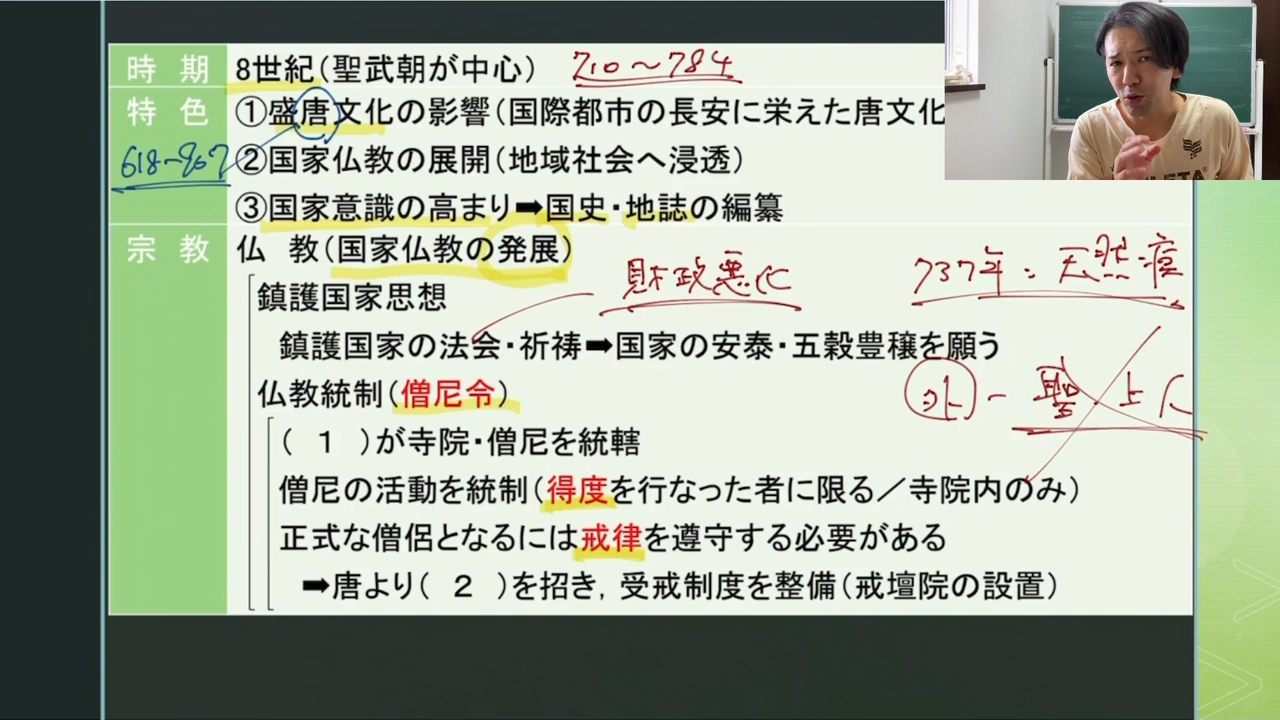 時 期 8世紀(聖武朝が中心) 710～784
特 色 ①盛唐文化の影響(国際都市の長安に栄えた唐文化
618~907 ②国家仏教の展開(地域社会へ浸透)
③国家意識の高まり➡国史・地誌の編纂
宗 教 仏 教(国家仏教の発展)
737年:天然痘
鎮護国家思想 財政悪化
鎮護国家の法会・祈祷➡国家の安泰・五穀豊穣を願う
仏教統制(僧尼令) 外-聖・上人
( 1 )が寺院・僧尼を統轄
僧尼の活動を統制(得度を行なった者に限る／寺院内のみ)
正式な僧侶となるには戒律を遵守する必要がある
➡唐より( 2 )を招き, 受戒制度を整備(戒壇院の設置)